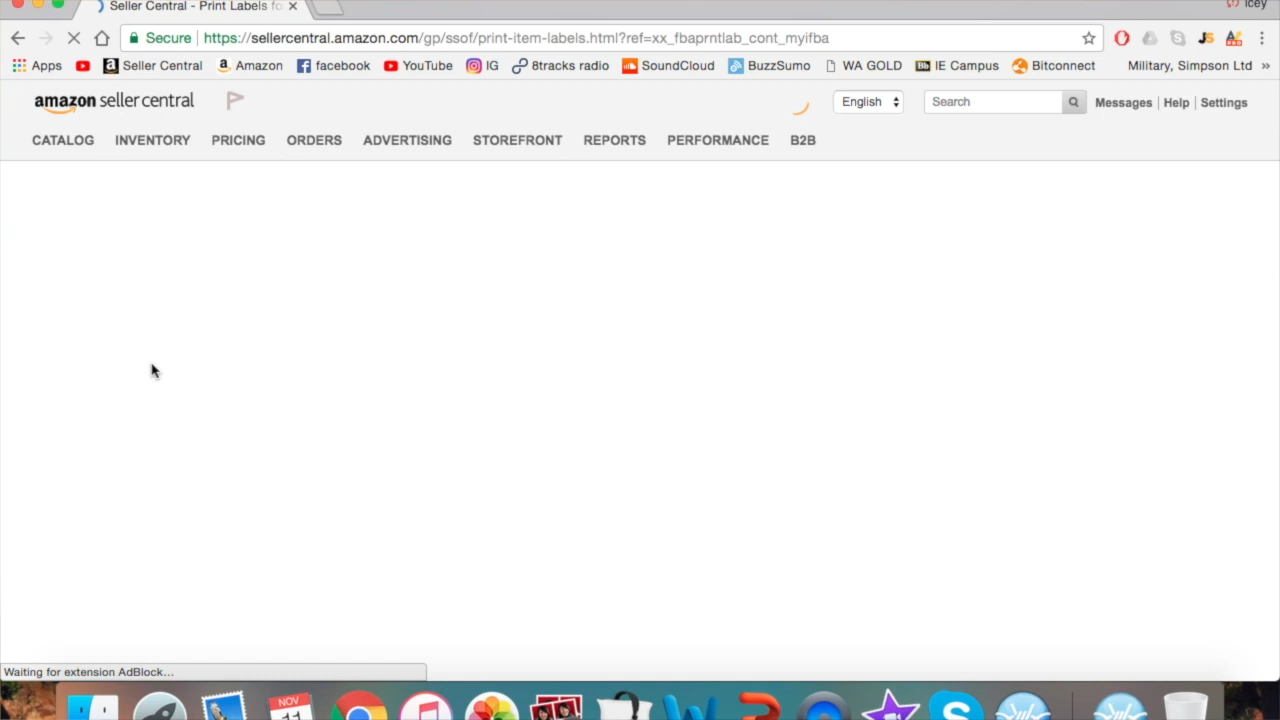 Seller Central - Print Labels fo
Icey
Secure https://sellercentral.amazon.com/gp/ssof/print-item-labels.html?ref=xx_fbaprntlab_cont_myifba
Apps Seller Central Amazon facebook YouTube IG 8tracks radio SoundCloud BuzzSumo WA GOLD IE Campus Bitconnect Military, Simpson Ltd »
amazon seller central English Search Messages | Help | Settings
CATALOG INVENTORY PRICING ORDERS ADVERTISING STOREFRONT REPORTS PERFORMANCE B2B
Waiting for extension AdBlock...
NOV
11